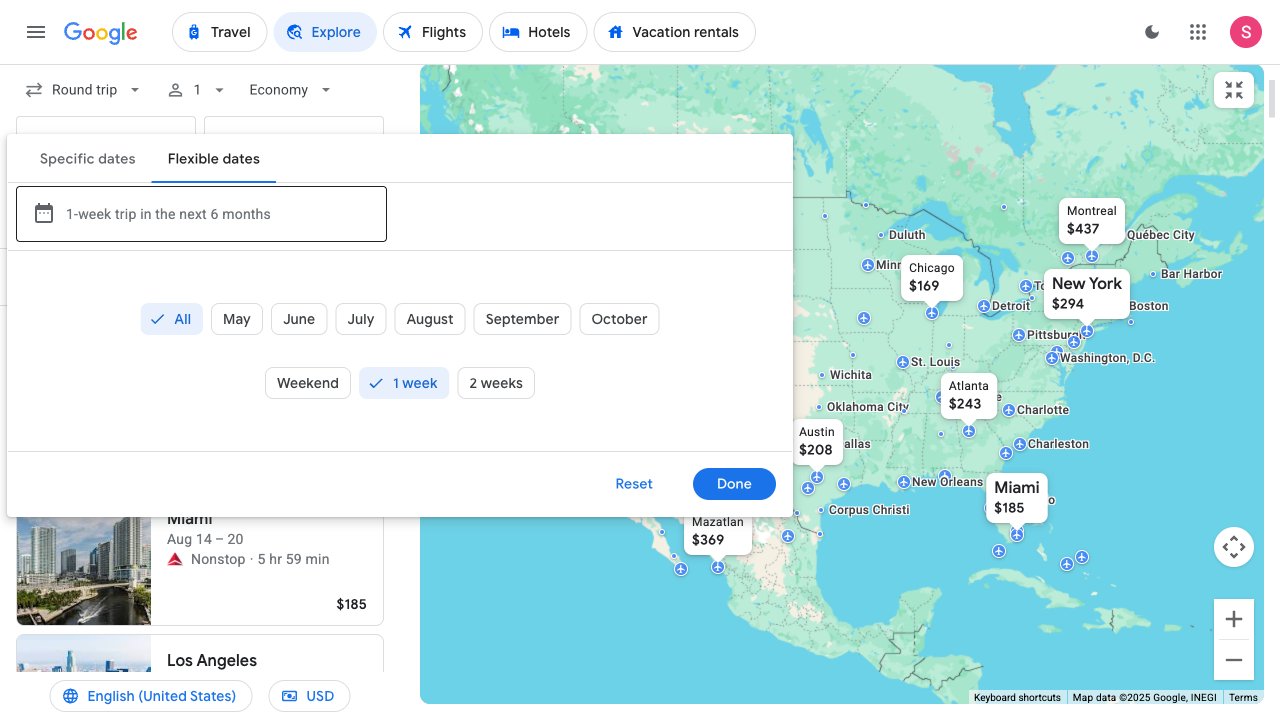 Google
Travel
Explore
Flights
Hotels
Vacation rentals
S
Round trip
1
Economy
Specific dates
Flexible dates
1-week trip in the next 6 months
All
May
June
July
August
September
October
Weekend
1 week
2 weeks
Reset
Done
Miami
Aug 14 – 20
Nonstop · 5 hr 59 min
$185
Los Angeles
English (United States)
USD
Montreal
$437
Québec City
Duluth
Chicago
$169
Bar Harbor
New York
$294
Detroit
Boston
Pittsburg
Washington, D.C.
St. Louis
Wichita
Atlanta
$243
Oklahoma City
Charlotte
Austin
$208
Charleston
New Orleans
Miami
$185
Corpus Christi
Mazatlan
$369
Keyboard shortcuts
Map data ©2025 Google, INEGI
Terms